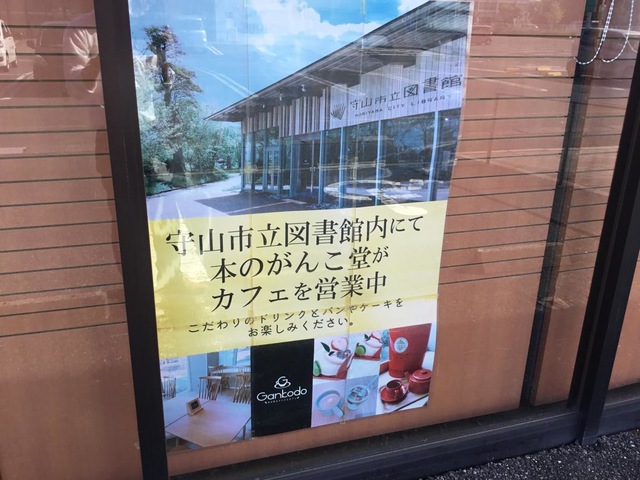 守山市立図書館
MORIYAMA CITY LIBRARY
守山市立図書館内にて
本のがんこ堂が
カフェを営業中
こだわりのドリンクとパンやケーキを
お楽しみください。
Gankodo